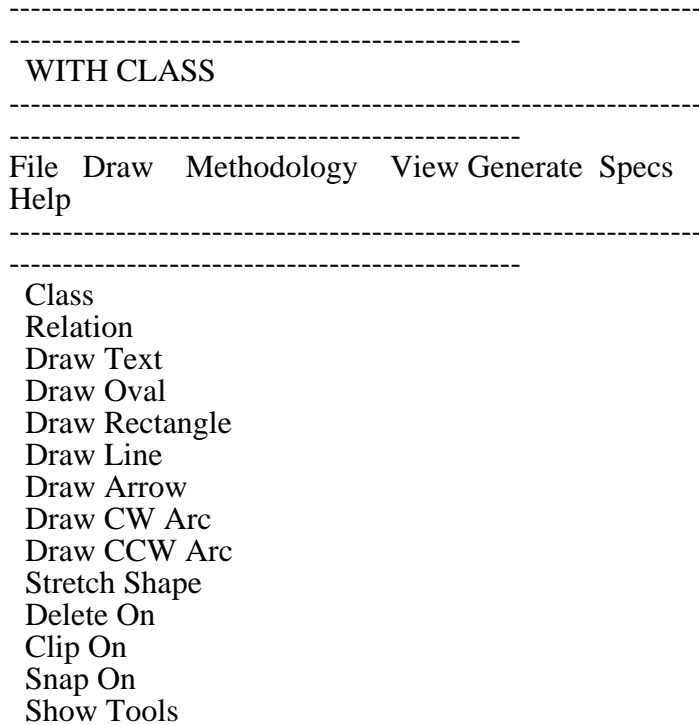 ----------------------------------------------------------------------
-------------------------------------------------
WITH CLASS
----------------------------------------------------------------------
-------------------------------------------------
File Draw Methodology View Generate Specs
Help
----------------------------------------------------------------------
-------------------------------------------------
Class
Relation
Draw Text
Draw Oval
Draw Rectangle
Draw Line
Draw Arrow
Draw CW Arc
Draw CCW Arc
Stretch Shape
Delete On
Clip On
Snap On
Show Tools